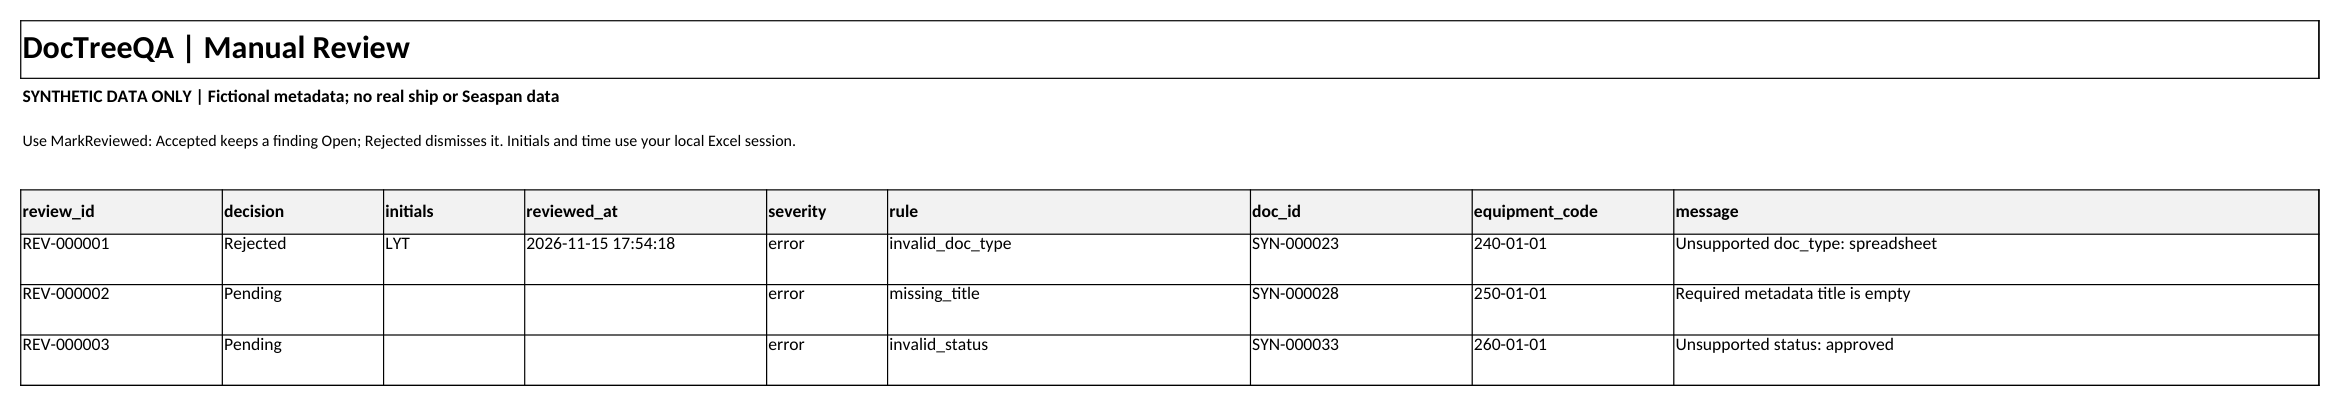 DocTreeQA | Manual Review
SYNTHETIC DATA ONLY | Fictional metadata; no real ship or Seaspan data
Use MarkReviewed: Accepted keeps a finding Open; Rejected dismisses it. Initials and time use your local Excel session.
review_id decision initials reviewed_at severity rule doc_id equipment_code message
REV-000001 Rejected LYT 2026-11-15 17:54:18 error invalid_doc_type SYN-000023 240-01-01 Unsupported doc_type: spreadsheet
REV-000002 Pending error missing_title SYN-000028 250-01-01 Required metadata title is empty
REV-000003 Pending error invalid_status SYN-000033 260-01-01 Unsupported status: approved